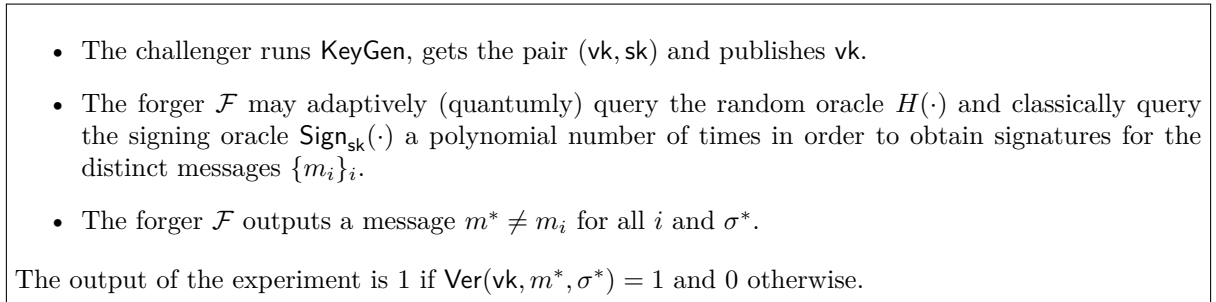 • The challenger runs KeyGen, gets the pair (vk, sk) and publishes vk.
• The forger 𝓕 may adaptively (quantumly) query the random oracle H(·) and classically query
the signing oracle Sign_sk(·) a polynomial number of times in order to obtain signatures for the
distinct messages {m_i}_i.
• The forger 𝓕 outputs a message m* ≠ m_i for all i and σ*.
The output of the experiment is 1 if Ver(vk, m*, σ*) = 1 and 0 otherwise.